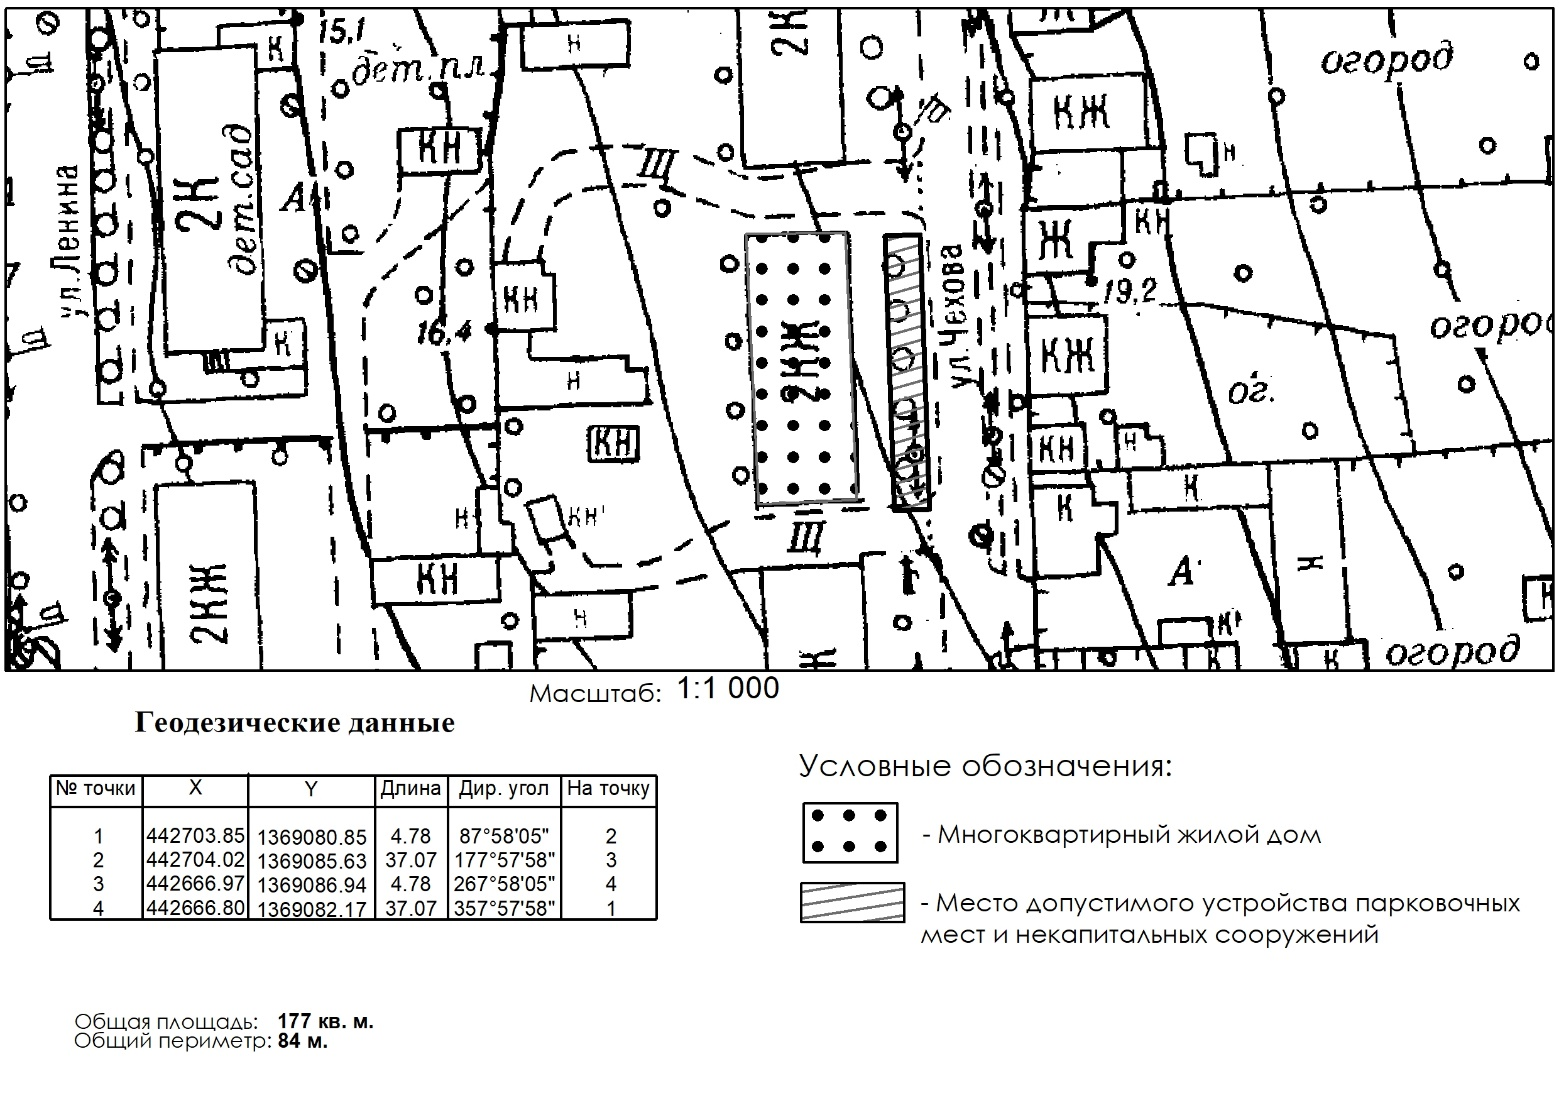 15,1
К
Н
2К
Ж
огород
дет. пл.
КН
КЖ
2К
дет.сад
А
Щ
Н
ул.Ленина
Ж
КН
19,2
КН
16,4
К
Н
2КЖ
ул.Чехова
КЖ
огород
ог.
КН
КН
Н
Н
КН'
К
К
Щ
2КЖ
КН
Н
А
Н
К
Ж
К'
К
К
огород
Масштаб: 1:1 000
Геодезические данные
№ точки X Y Длина Дир. угол На точку
1 442703.85 1369080.85 4.78 87°58'05" 2
2 442704.02 1369085.63 37.07 177°57'58" 3
3 442666.97 1369086.94 4.78 267°58'05" 4
4 442666.80 1369082.17 37.07 357°57'58" 1
Условные обозначения:
- Многоквартирный жилой дом
- Место допустимого устройства парковочных
мест и некапитальных сооружений
Общая площадь: 177 кв. м.
Общий периметр: 84 м.